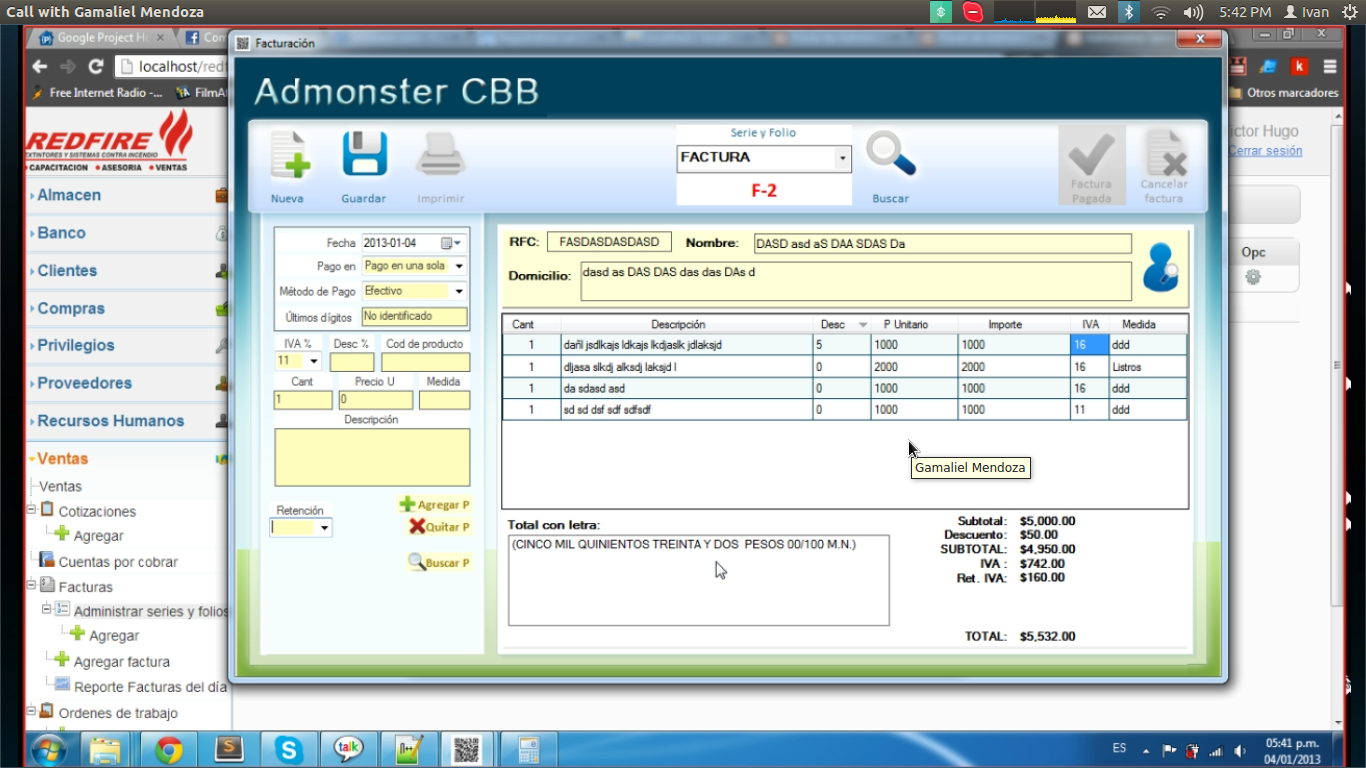 Call with Gamaliel Mendoza
5:42 PM
Ivan
Google Project H
Con
localhost/redf
Free Internet Radio -...
FilmAf
Otros marcadores
REDFIRE
EXTINTORES Y SISTEMAS CONTRA INCENDIO
CAPACITACION ASESORIA VENTAS
ictor Hugo
Cerrar sesión
Opc
Almacen
Banco
Clientes
Compras
Privilegios
Proveedores
Recursos Humanos
Ventas
Ventas
Cotizaciones
Agregar
Cuentas por cobrar
Facturas
Administrar series y folios
Agregar
Agregar factura
Reporte Facturas del día
Ordenes de trabajo
Facturación
Admonster CBB
Nueva
Guardar
Imprimir
Serie y Folio
FACTURA
F-2
Buscar
Factura
Pagada
Cancelar
factura
Fecha 2013-01-04
Pago en Pago en una sola
Método de Pago Efectivo
Últimos dígitos No identificado
IVA % Desc % Cod de producto
11
Cant Precio U Medida
1 0
Descripción
Retención
Agregar P
Quitar P
Buscar P
RFC: FASDASDASDASD Nombre: DASD asd aS DAA SDAS Da
Domicilio: dasd as DAS DAS das das DAs d
Cant Descripción Desc P Unitario Importe IVA Medida
1 dañl jsdlkajs ldkajs lkdjaslk jdlaksjd 5 1000 1000 16 ddd
1 dljasa slkdj alksdj laksjd l 0 2000 2000 16 Listros
1 da sdasd asd 0 1000 1000 16 ddd
1 sd sd dsf sdf sdfsdf 0 1000 1000 11 ddd
Gamaliel Mendoza
Total con letra:
(CINCO MIL QUINIENTOS TREINTA Y DOS PESOS 00/100 M.N.)
Subtotal: $5,000.00
Descuento: $50.00
SUBTOTAL: $4,950.00
IVA : $742.00
Ret. IVA: $160.00
TOTAL: $5,532.00
talk
ES
05:41 p.m.
04/01/2013